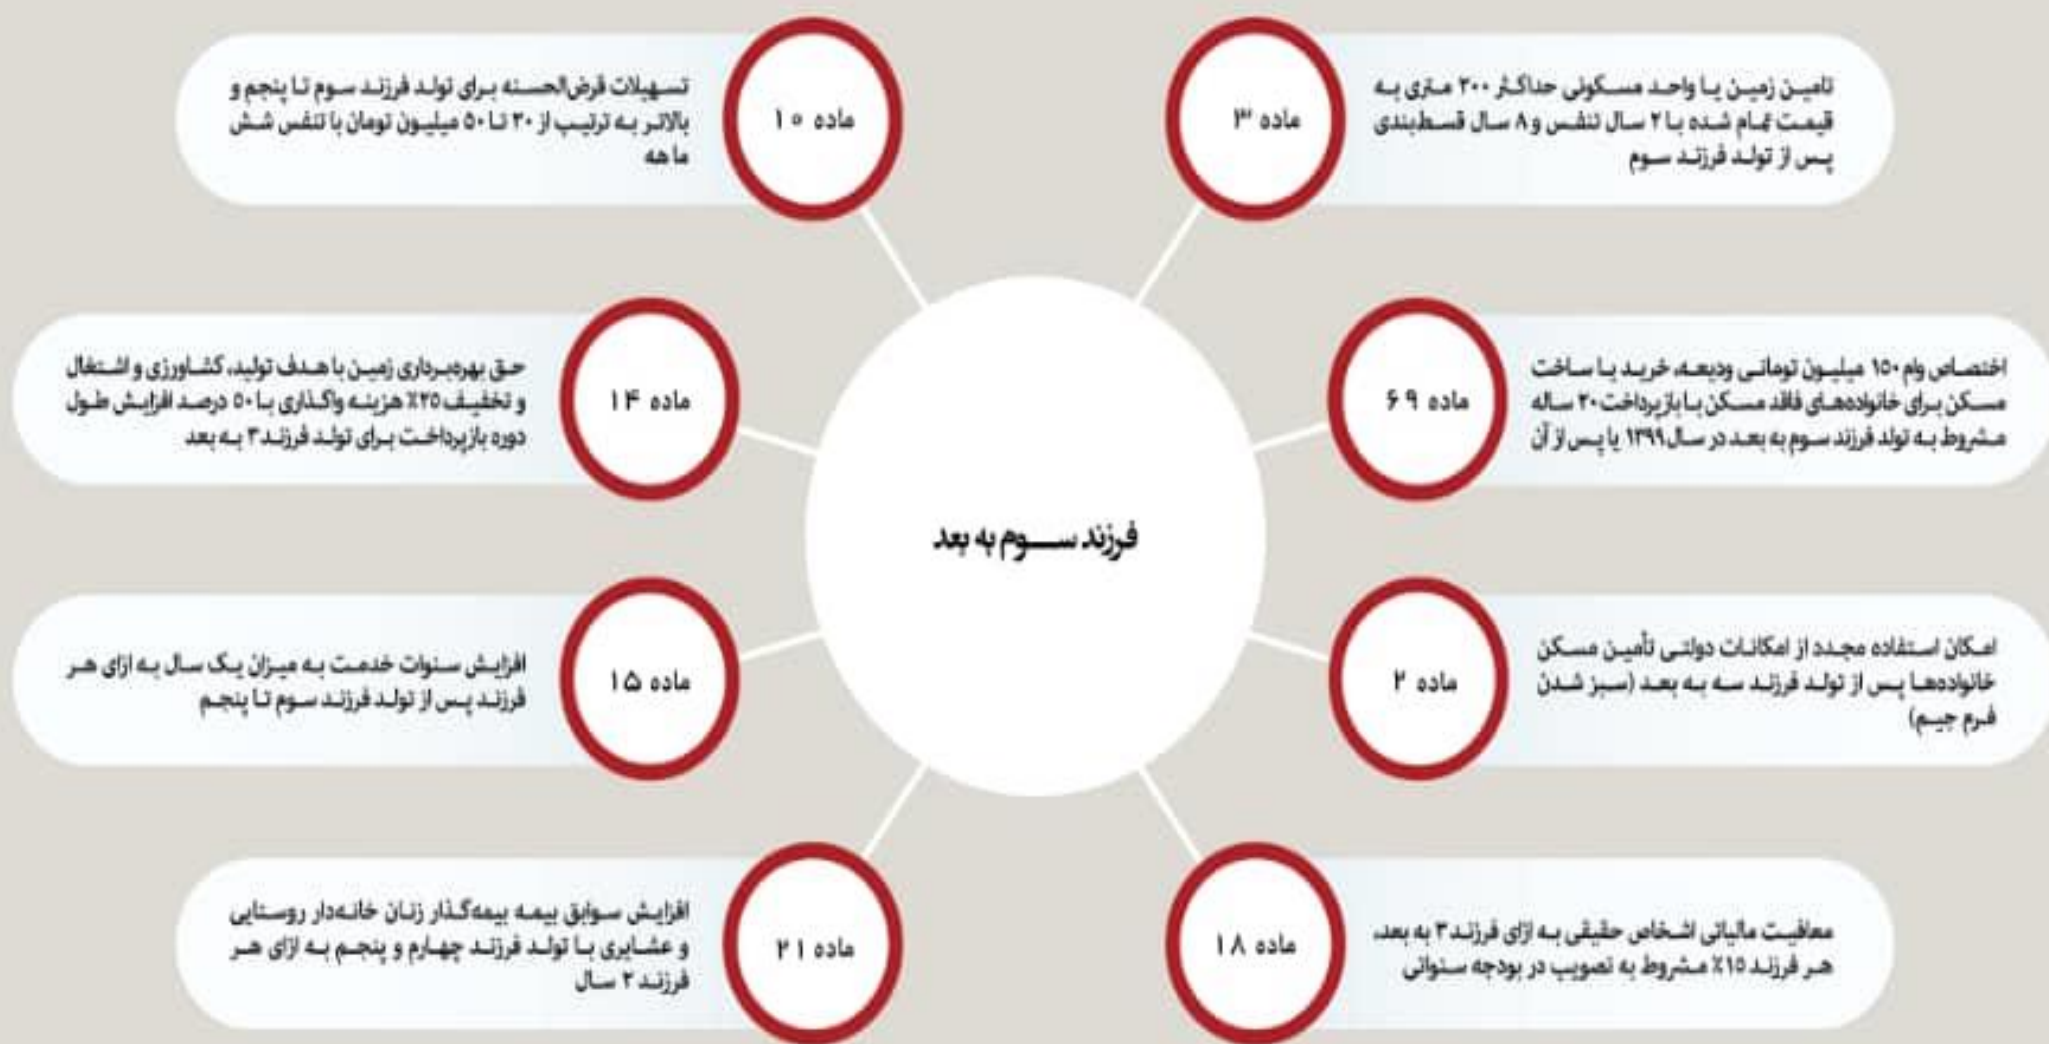 ماده ۳
تامین زمین یا واحد مسکونی حداکثر ۲۰۰ متری به
قیمت تمام شده با ۲ سال تنفس و ۸ سال قسط‌بندی
پس از تولد فرزند سوم
ماده ۱۰
تسهیلات قرض‌الحسنه برای تولد فرزند سوم تا پنجم و
بالاتر به ترتیب از ۳۰ تا ۵۰ میلیون تومان با تنفس شش
ماهه
ماده ۶۹
اختصاص وام ۱۵۰ میلیون تومانی ودیعه، خرید یا ساخت
مسکن برای خانواده‌های فاقد مسکن با بازپرداخت ۲۰ ساله
مشروط به تولد فرزند سوم به بعد در سال ۱۳۹۹ یا پس از آن
ماده ۱۴
حق بهره‌برداری زمین با هدف تولید، کشاورزی و اشتغال
و تخفیف ۲۵٪ هزینه واگذاری با ۵۰ درصد افزایش طول
دوره بازپرداخت برای تولد فرزند ۳ به بعد
فرزند سوم به بعد
ماده ۲
امکان استفاده مجدد از امکانات دولتی تأمین مسکن
خانواده‌ها پس از تولد فرزند سه به بعد (سبز شدن
فرم جیم)
ماده ۱۵
افزایش سنوات خدمت به میزان یک سال به ازای هر
فرزند پس از تولد فرزند سوم تا پنجم
ماده ۱۸
معافیت مالیاتی اشخاص حقیقی به ازای فرزند ۳ به بعد،
هر فرزند ۱۵٪ مشروط به تصویب در بودجه سنواتی
ماده ۲۱
افزایش سوابق بیمه بیمه‌گذار زنان خانه‌دار روستایی
و عشایری با تولد فرزند چهارم و پنجم به ازای هر
فرزند ۲ سال